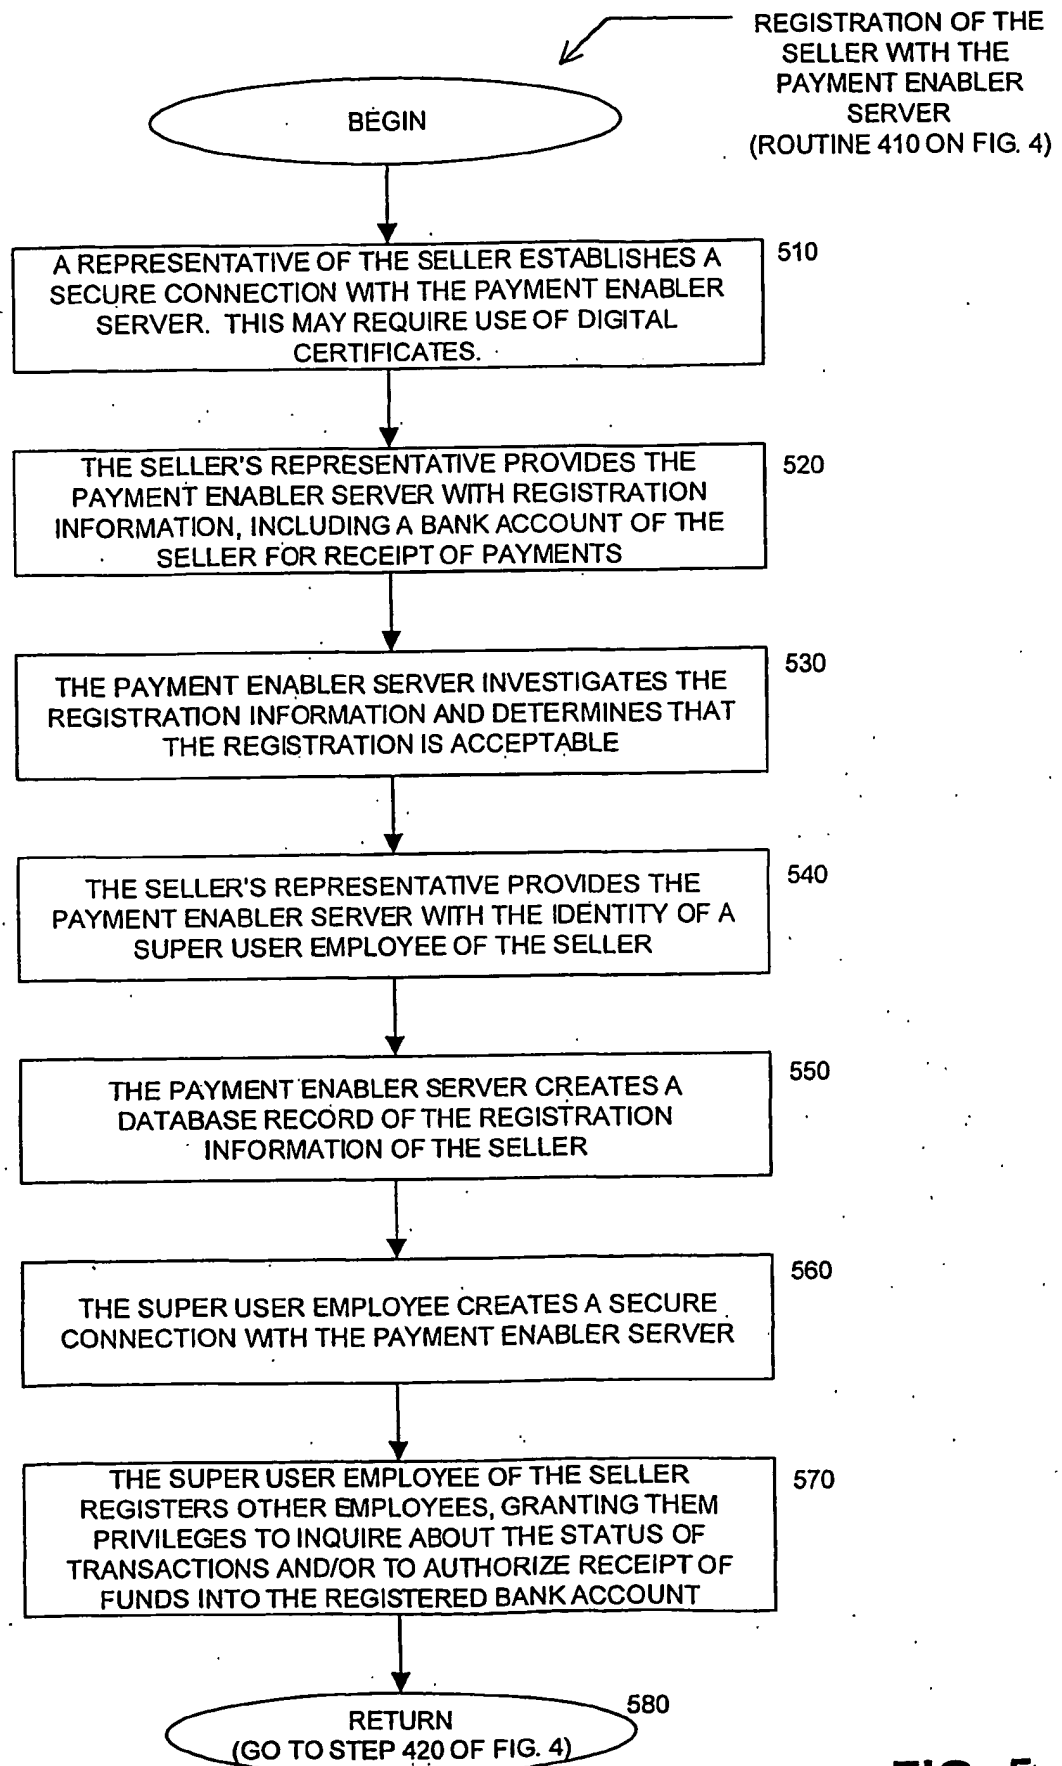 REGISTRATION OF THE
SELLER WITH THE
PAYMENT ENABLER
SERVER
(ROUTINE 410 ON FIG. 4)
BEGIN
510
A REPRESENTATIVE OF THE SELLER ESTABLISHES A
SECURE CONNECTION WITH THE PAYMENT ENABLER
SERVER. THIS MAY REQUIRE USE OF DIGITAL
CERTIFICATES.
520
THE SELLER'S REPRESENTATIVE PROVIDES THE
PAYMENT ENABLER SERVER WITH REGISTRATION
INFORMATION, INCLUDING A BANK ACCOUNT OF THE
SELLER FOR RECEIPT OF PAYMENTS
530
THE PAYMENT ENABLER SERVER INVESTIGATES THE
REGISTRATION INFORMATION AND DETERMINES THAT
THE REGISTRATION IS ACCEPTABLE
540
THE SELLER'S REPRESENTATIVE PROVIDES THE
PAYMENT ENABLER SERVER WITH THE IDENTITY OF A
SUPER USER EMPLOYEE OF THE SELLER
550
THE PAYMENT ENABLER SERVER CREATES A
DATABASE RECORD OF THE REGISTRATION
INFORMATION OF THE SELLER
560
THE SUPER USER EMPLOYEE CREATES A SECURE
CONNECTION WITH THE PAYMENT ENABLER SERVER
570
THE SUPER USER EMPLOYEE OF THE SELLER
REGISTERS OTHER EMPLOYEES, GRANTING THEM
PRIVILEGES TO INQUIRE ABOUT THE STATUS OF
TRANSACTIONS AND/OR TO AUTHORIZE RECEIPT OF
FUNDS INTO THE REGISTERED BANK ACCOUNT
580
RETURN
(GO TO STEP 420 OF FIG. 4)
FIG. 5